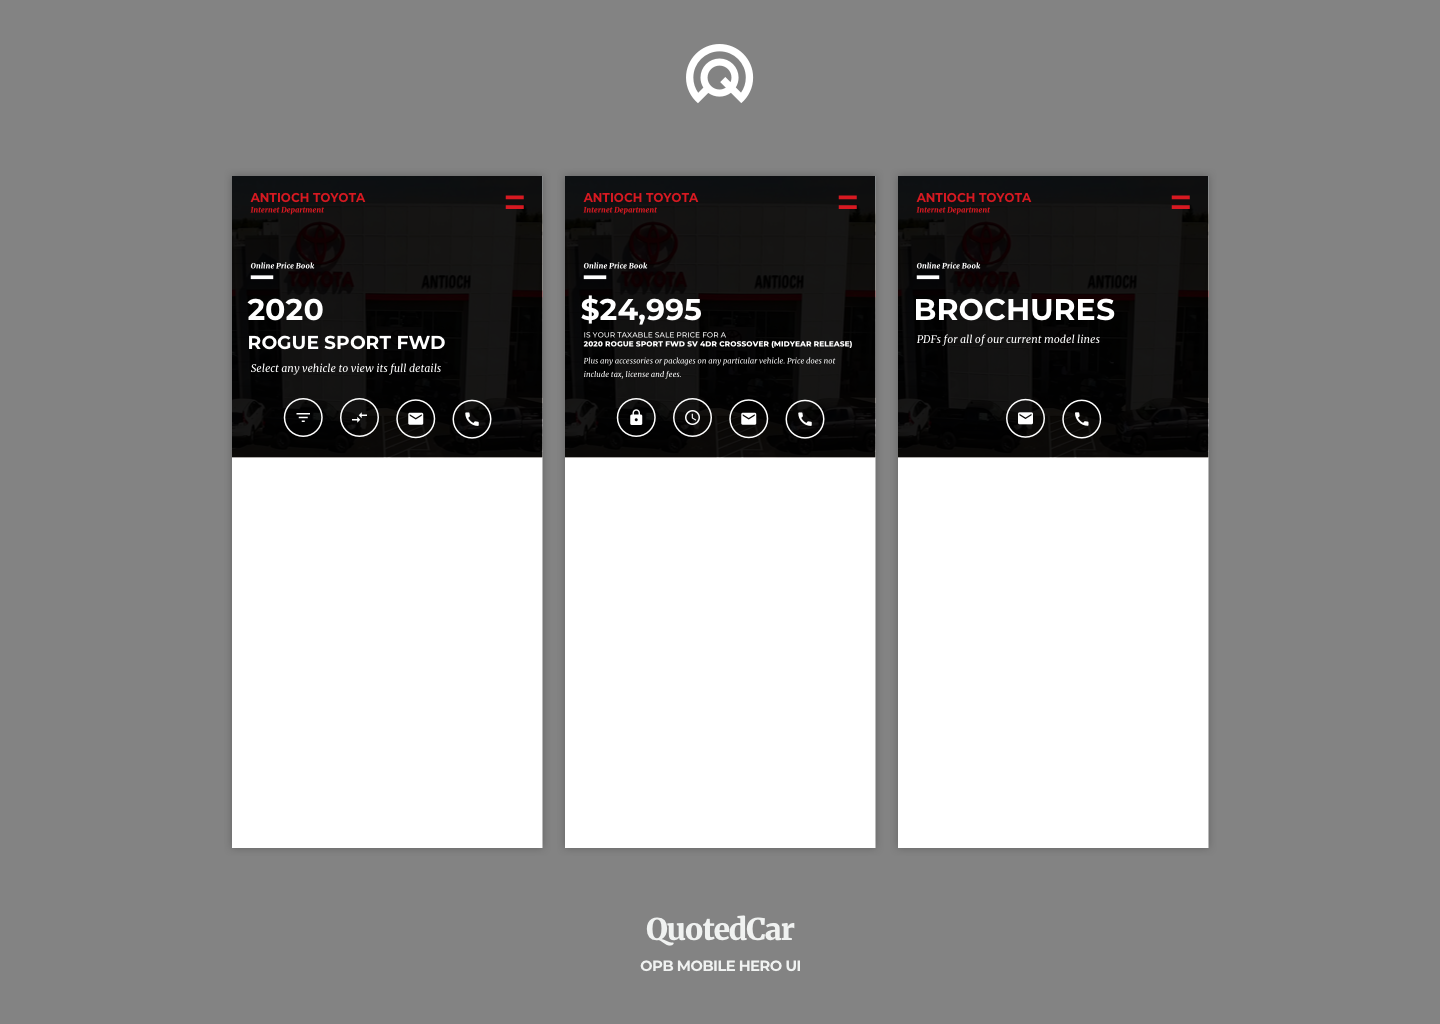 ANTIOCH TOYOTA
Internet Department
Online Price Book
ANTIOCH
2020
ROGUE SPORT FWD
Select any vehicle to view its full details
ANTIOCH TOYOTA
Internet Department
Online Price Book
ANTIOCH
$24,995
IS YOUR TAXABLE SALE PRICE FOR A
2020 ROGUE SPORT FWD SV 4DR CROSSOVER (MIDYEAR RELEASE)
Plus any accessories or packages on any particular vehicle. Price does not
include tax, license and fees.
ANTIOCH TOYOTA
Internet Department
Online Price Book
ANTIOCH
BROCHURES
PDFs for all of our current model lines
QuotedCar
OPB MOBILE HERO UI